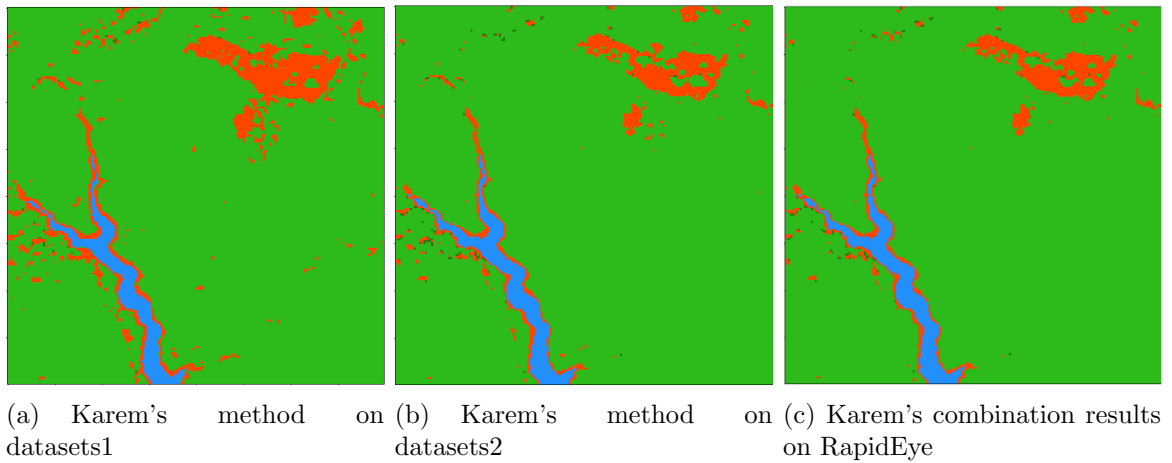 (a) Karem's method on
datasets1
(b) Karem's method on
datasets2
(c) Karem's combination results
on RapidEye